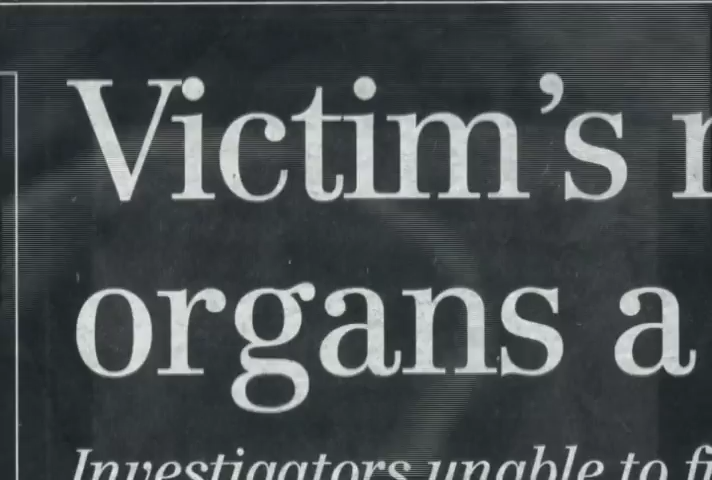 Victim's
organs a
Investigators unable to